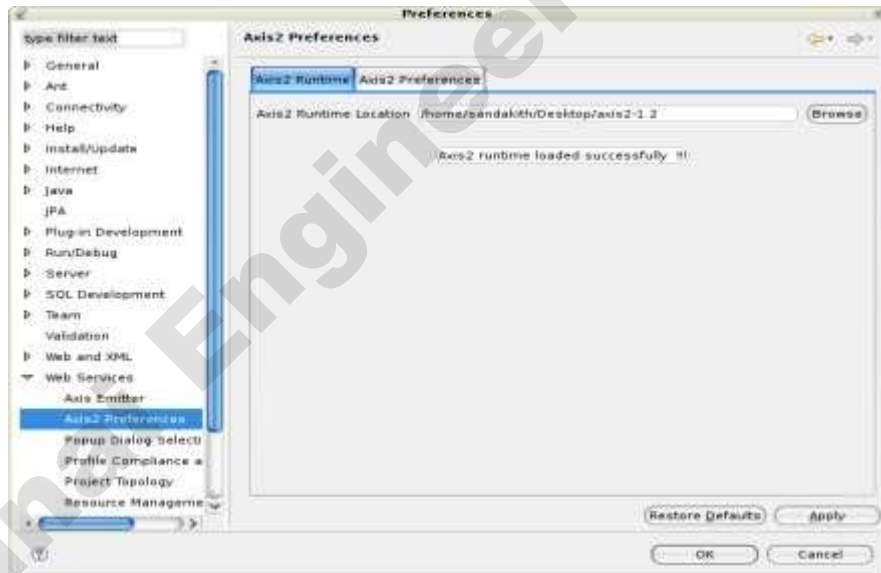 Preferences
type filter text
Axis2 Preferences
General
Ant
Connectivity
Help
Install/Update
Internet
Java
JPA
Plug-in Development
Run/Debug
Server
SQL Development
Team
Validation
Web and XML
Web Services
Axis Emitter
Axis2 Preferences
Popup Dialog Selecti
Profile Compliance a
Project Topology
Resource Manageme
Axis2 Runtime Axis2 Preferences
Axis2 Runtime Location /home/sandakith/Desktop/axis2-1.2 Browse
Axis2 runtime loaded successfully !!!
Restore Defaults Apply
OK Cancel
Engineer